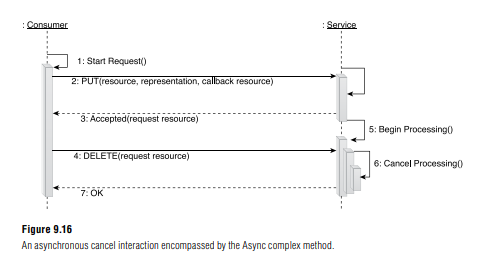 : Consumer
: Service
1: Start Request()
2: PUT(resource, representation, callback resource)
3: Accepted(request resource)
5: Begin Processing()
4: DELETE(request resource)
6: Cancel Processing()
7: OK
Figure 9.16
An asynchronous cancel interaction encompassed by the Async complex method.